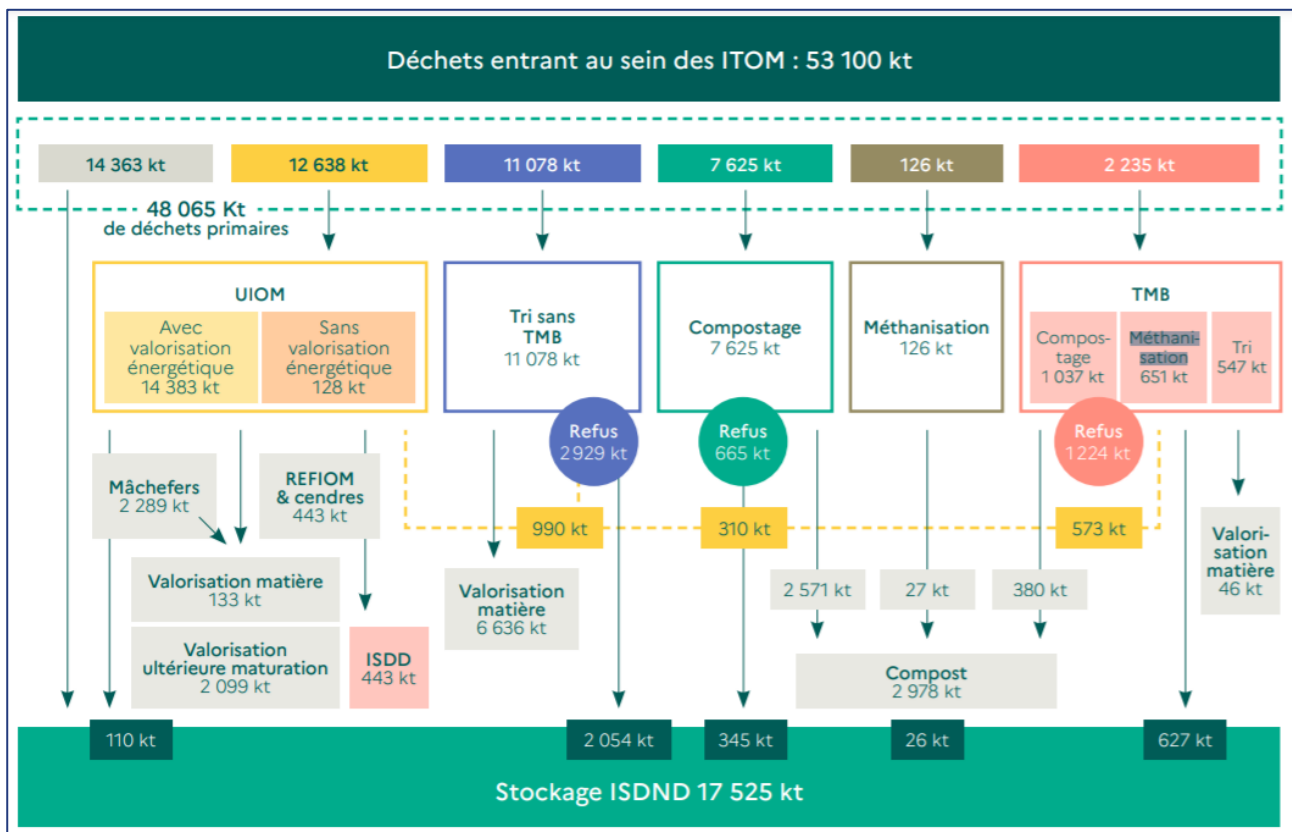 Déchets entrant au sein des ITOM : 53 100 kt
14 363 kt
12 638 kt
11 078 kt
7 625 kt
126 kt
2 235 kt
48 065 Kt
de déchets primaires
UIOM
Avec
valorisation
énergétique
14 383 kt
Sans
valorisation
énergétique
128 kt
Tri sans
TMB
11 078 kt
Compostage
7 625 kt
Méthanisation
126 kt
TMB
Compos-
tage
1 037 kt
Méthani-
sation
651 kt
Tri
547 kt
Refus
2 929 kt
Refus
665 kt
Refus
1 224 kt
Mâchefers
2 289 kt
REFIOM
& cendres
443 kt
990 kt
310 kt
573 kt
Valorisation matière
133 kt
Valorisation
ultérieure maturation
2 099 kt
ISDD
443 kt
Valorisation
matière
6 636 kt
2 571 kt
27 kt
380 kt
Compost
2 978 kt
Valori-
sation
matière
46 kt
110 kt
2 054 kt
345 kt
26 kt
627 kt
Stockage ISDND 17 525 kt